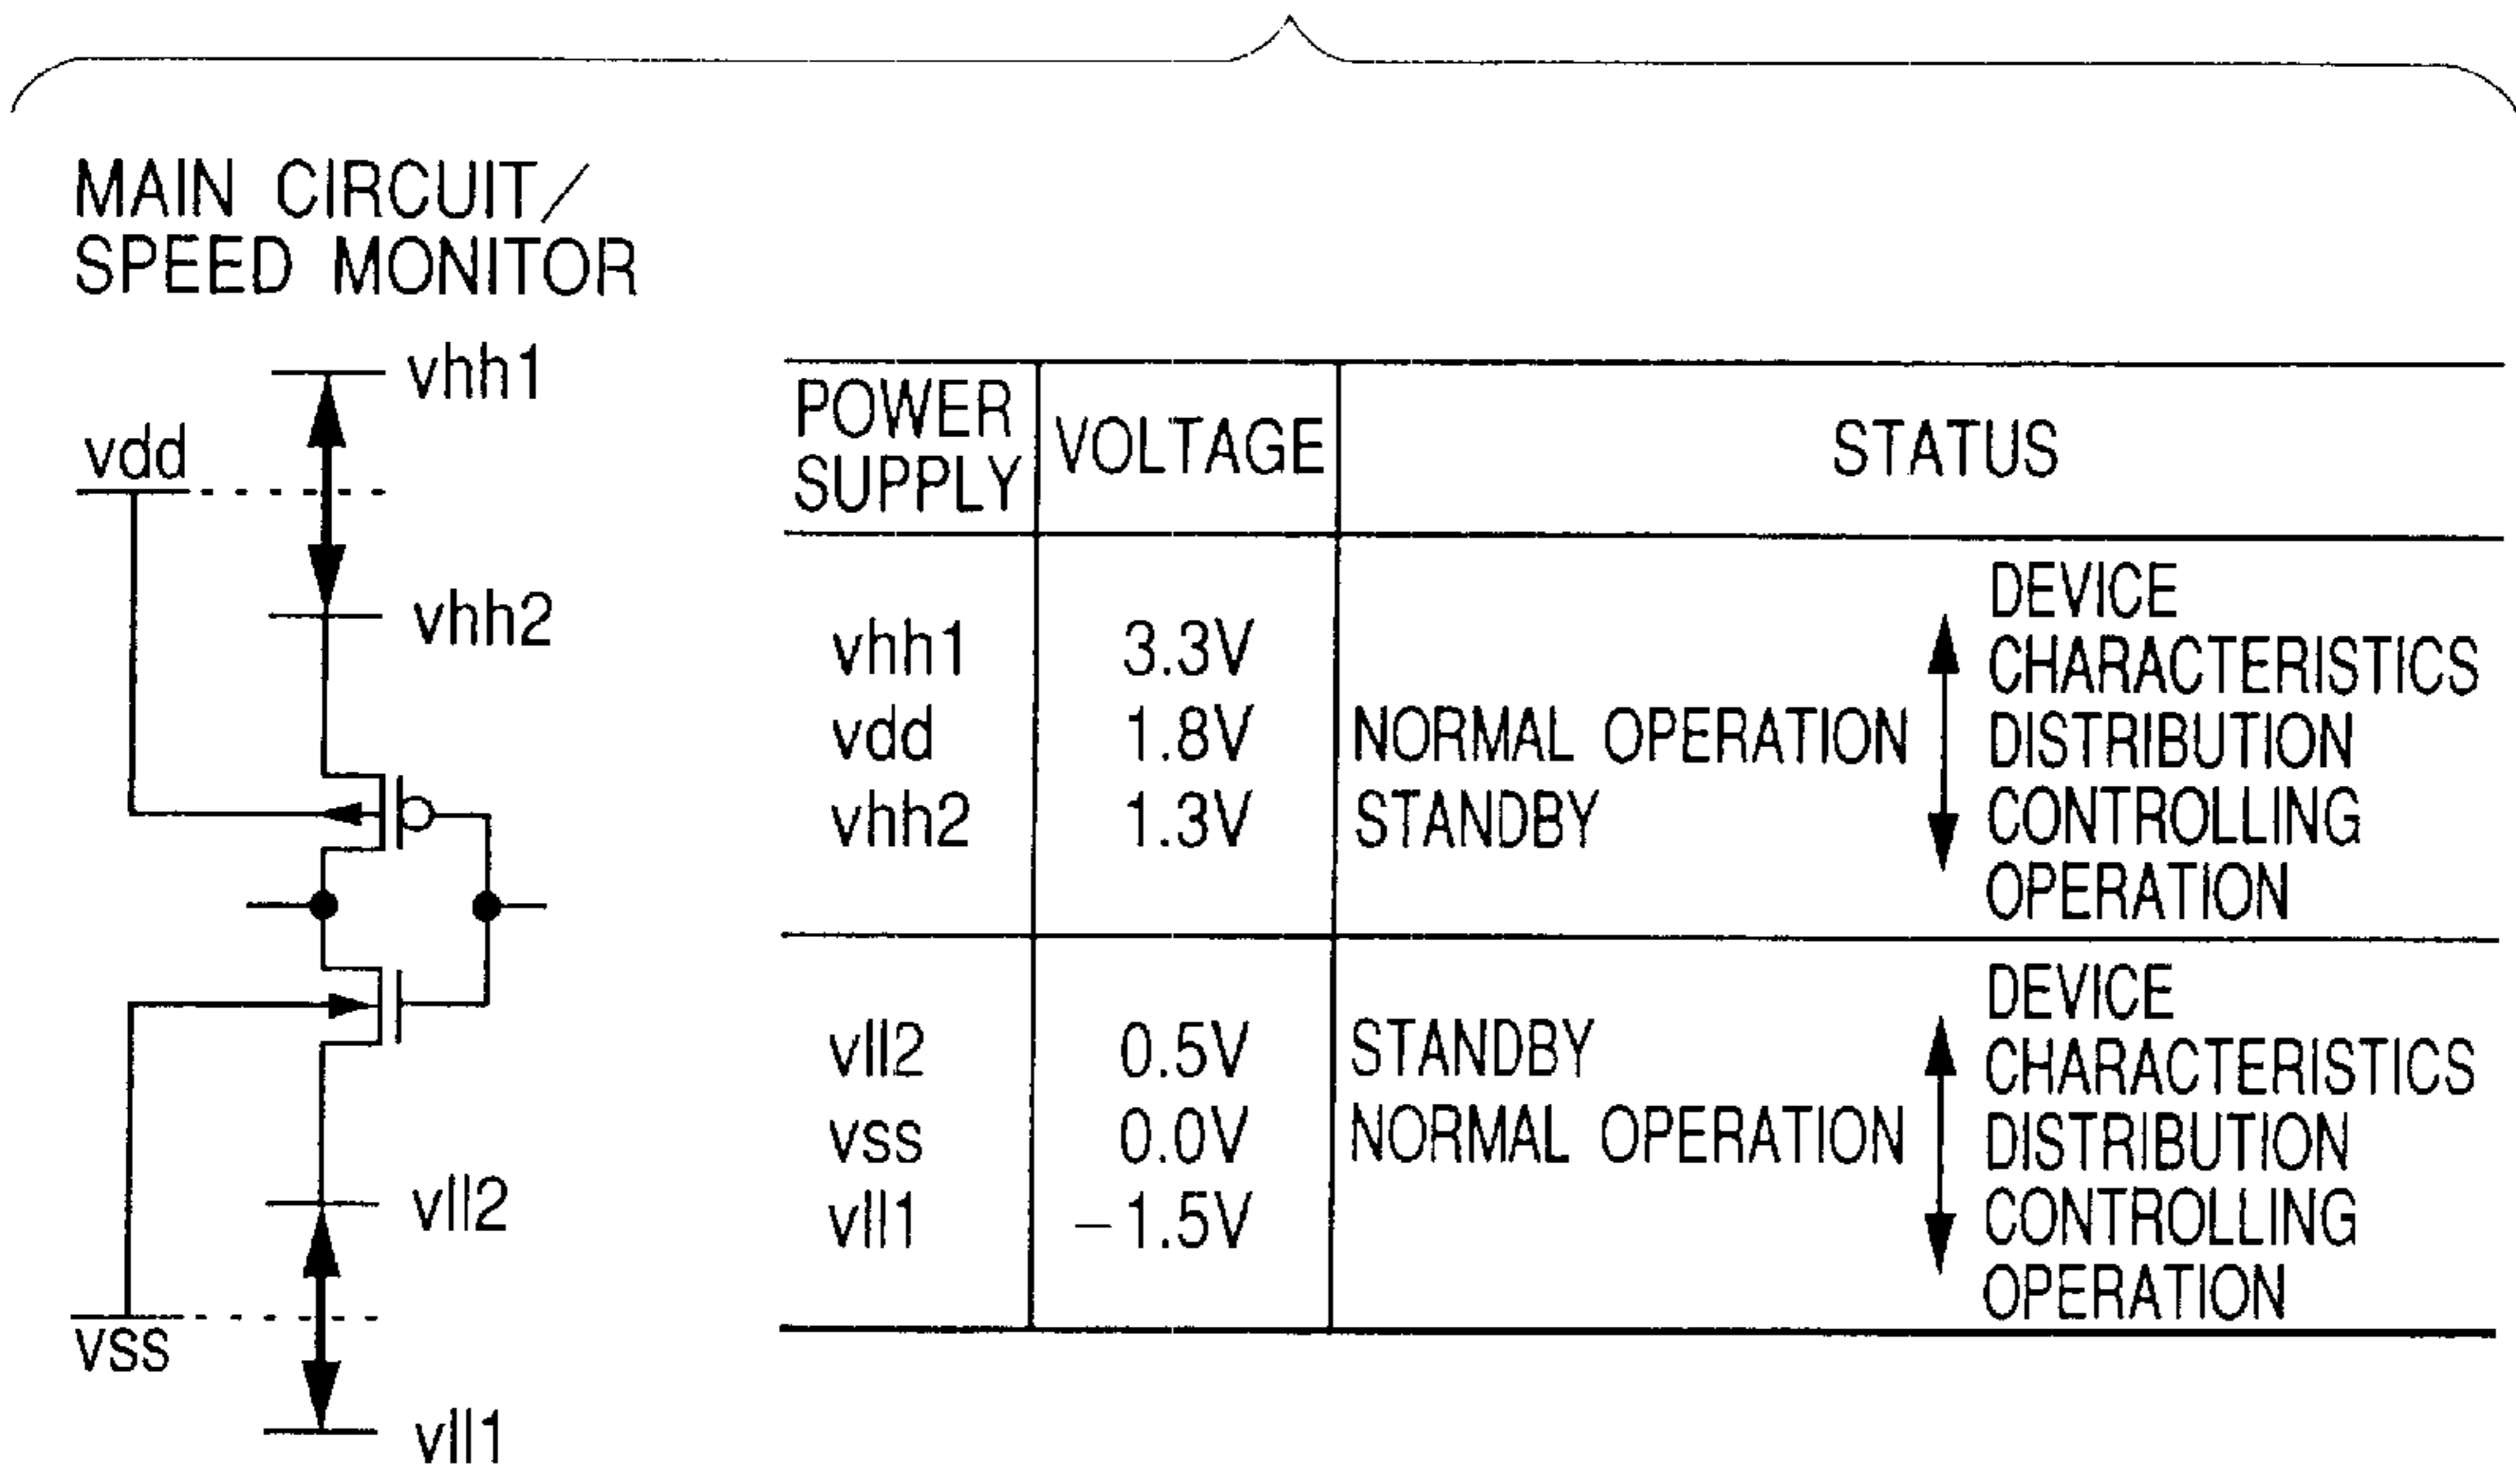 MAIN CIRCUIT/
SPEED MONITOR
vhh1
vdd
vhh2
vll2
vss
vll1
POWER
SUPPLY
VOLTAGE
STATUS
vhh1 3.3V
vdd 1.8V NORMAL OPERATION
vhh2 1.3V STANDBY
DEVICE
CHARACTERISTICS
DISTRIBUTION
CONTROLLING
OPERATION
vll2 0.5V STANDBY
vss 0.0V NORMAL OPERATION
vll1 −1.5V
DEVICE
CHARACTERISTICS
DISTRIBUTION
CONTROLLING
OPERATION